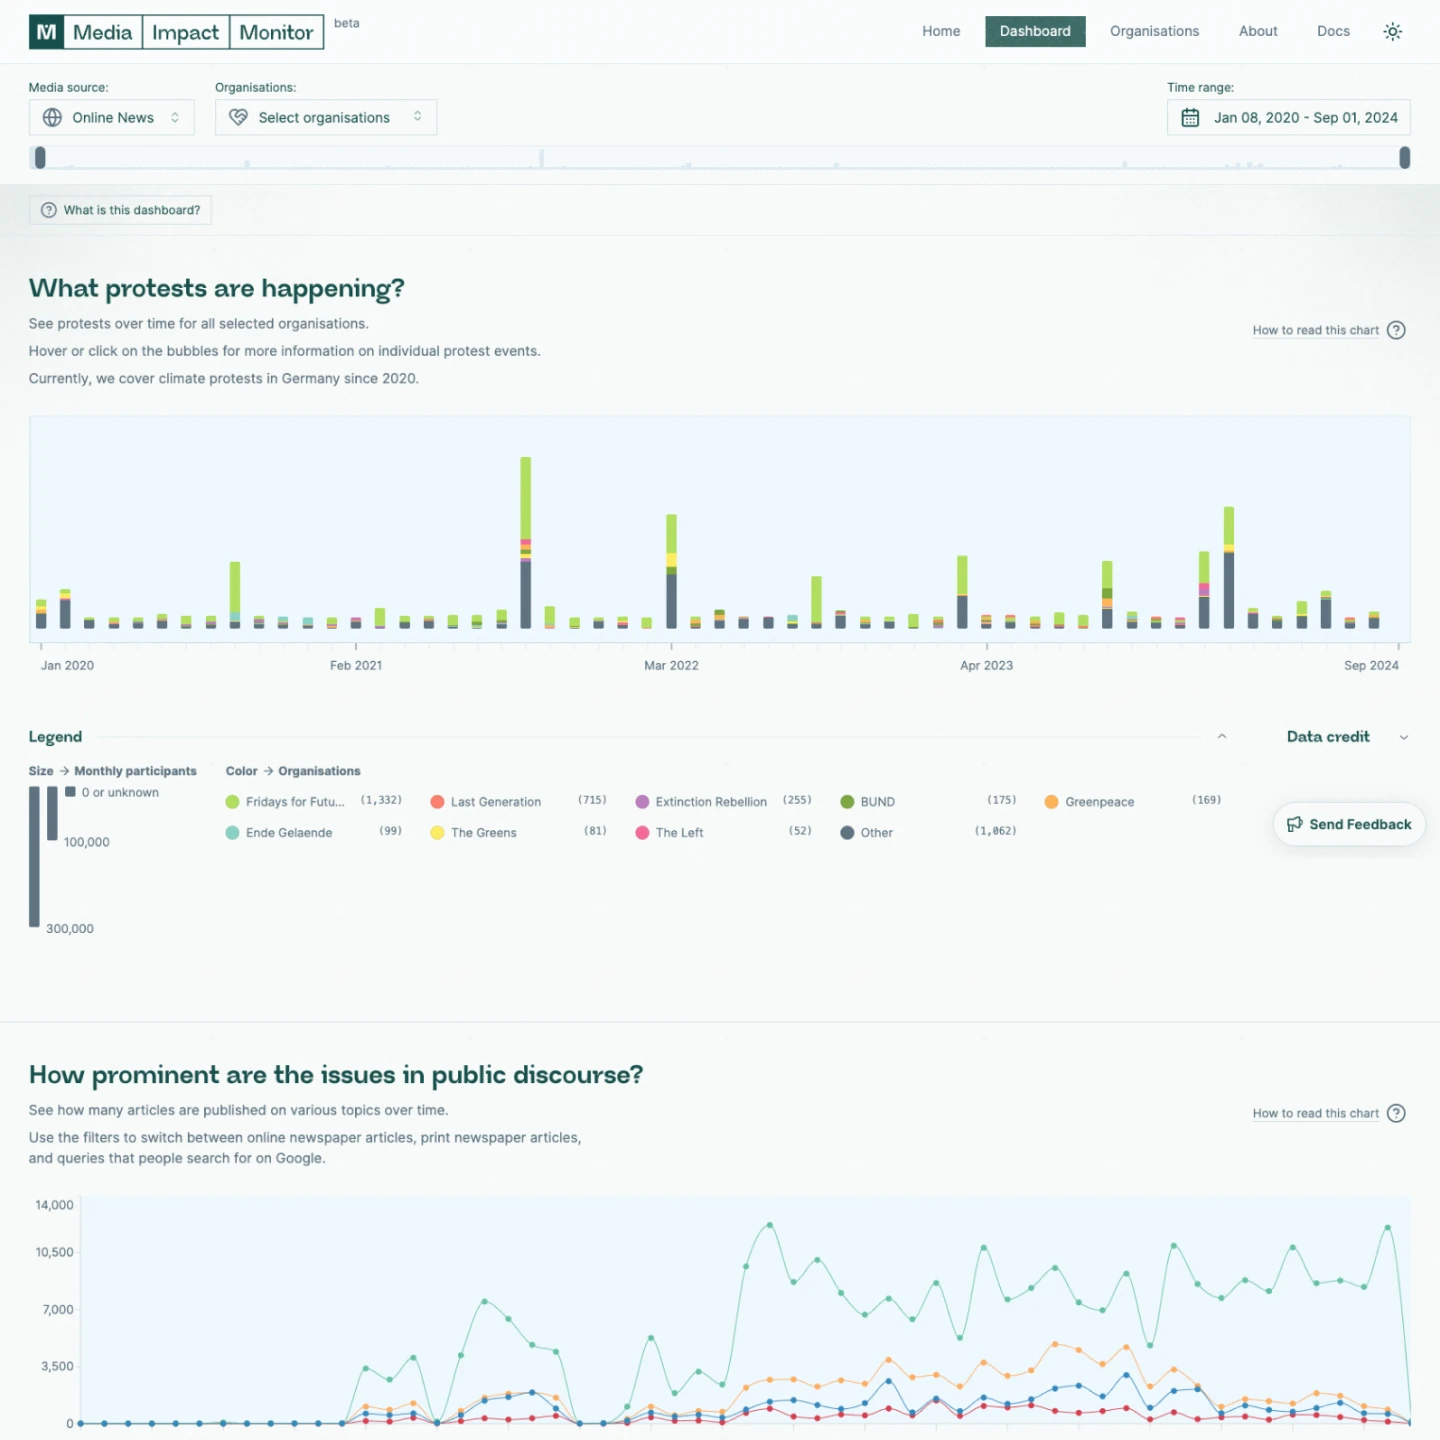 M Media Impact Monitor beta
Home Dashboard Organisations About Docs
Media source: Organisations: Time range:
Online News Select organisations Jan 08, 2020 - Sep 01, 2024
What is this dashboard?
What protests are happening?
See protests over time for all selected organisations.
How to read this chart
Hover or click on the bubbles for more information on individual protest events.
Currently, we cover climate protests in Germany since 2020.
Jan 2020 Feb 2021 Mar 2022 Apr 2023 Sep 2024
Legend Data credit
Size → Monthly participants Color → Organisations
0 or unknown
100,000
300,000
Fridays for Futu... (1,332) Last Generation (715) Extinction Rebellion (255) BUND (175) Greenpeace (169)
Ende Gelaende (99) The Greens (81) The Left (52) Other (1,062)
Send Feedback
How prominent are the issues in public discourse?
See how many articles are published on various topics over time.
How to read this chart
Use the filters to switch between online newspaper articles, print newspaper articles,
and queries that people search for on Google.
14,000
10,500
7,000
3,500
0